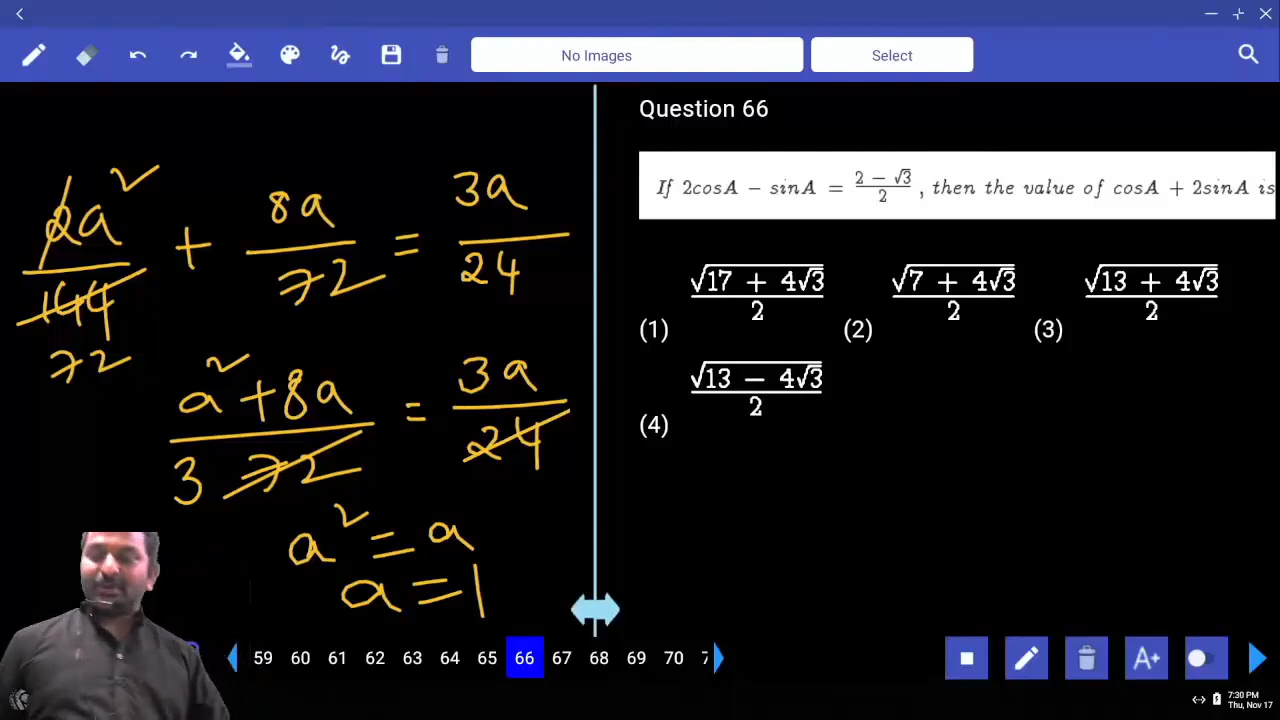 No Images
Select
Question 66
If 2cosA − sinA = (2 − √3)/2 , then the value of cosA + 2sinA is
(1) √(17 + 4√3)/2 (2) √(7 + 4√3)/2 (3) √(13 + 4√3)/2
(4) √(13 − 4√3)/2
2a²/144 + 8a/72 = 3a/24
72
(a² + 8a)/(3 72) = 3a/24
a² = a
a = 1
59 60 61 62 63 64 65 66 67 68 69 70 7
A+
7:30 PM
Thu, Nov 17